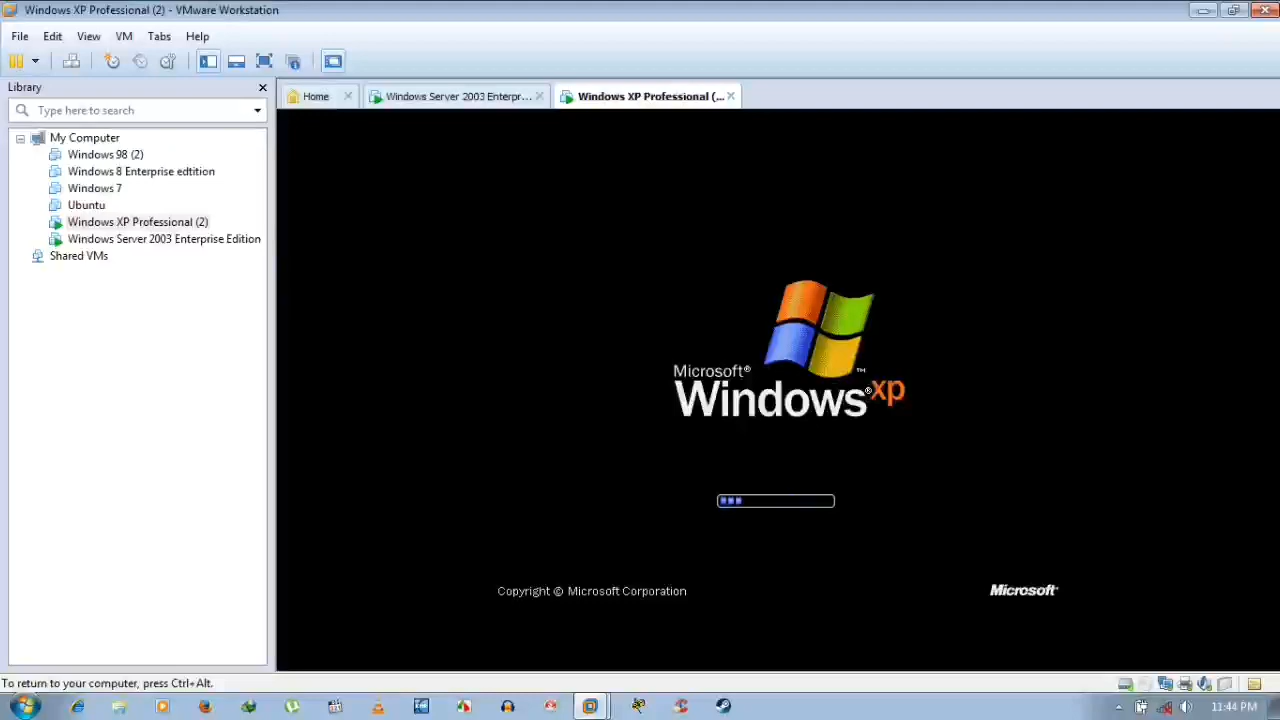 Windows XP Professional (2) - VMware Workstation
File Edit View VM Tabs Help
Library
Type here to search
My Computer
Windows 98 (2)
Windows 8 Enterprise edtition
Windows 7
Ubuntu
Windows XP Professional (2)
Windows Server 2003 Enterprise Edition
Shared VMs
Home Windows Server 2003 Enterpr... Windows XP Professional (...
Microsoft®
Windows® xp™
Copyright © Microsoft Corporation
Microsoft®
To return to your computer, press Ctrl+Alt.
11:44 PM